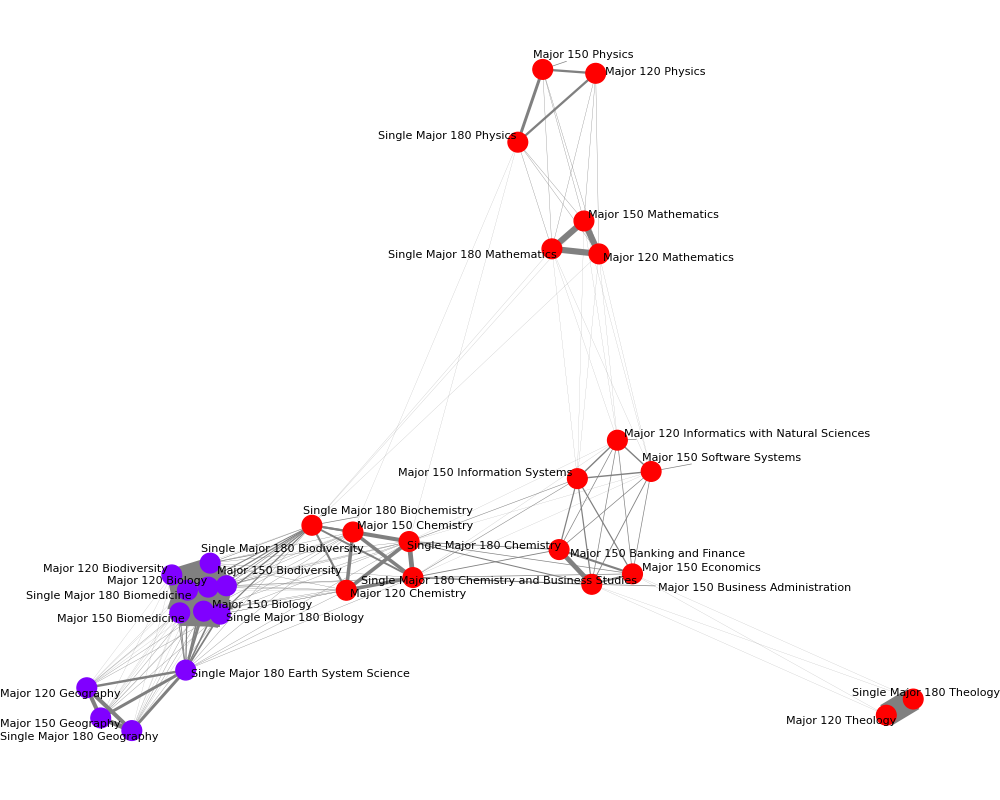 Major 150 Physics
Major 120 Physics
Single Major 180 Physics
Major 150 Mathematics
Single Major 180 Mathematics
Major 120 Mathematics
Major 120 Informatics with Natural Sciences
Major 150 Software Systems
Major 150 Information Systems
Single Major 180 Biochemistry
Major 150 Chemistry
Single Major 180 Chemistry
Single Major 180 Biodiversity
Major 150 Banking and Finance
Major 120 Biodiversity
Major 150 Biodiversity
Major 150 Economics
Major 120 Biology
Single Major 180 Chemistry and Business Studies
Major 150 Business Administration
Single Major 180 Biomedicine
Major 120 Chemistry
Major 150 Biology
Major 150 Biomedicine
Single Major 180 Biology
Single Major 180 Earth System Science
Major 120 Geography
Single Major 180 Theology
Major 120 Theology
Major 150 Geography
Single Major 180 Geography